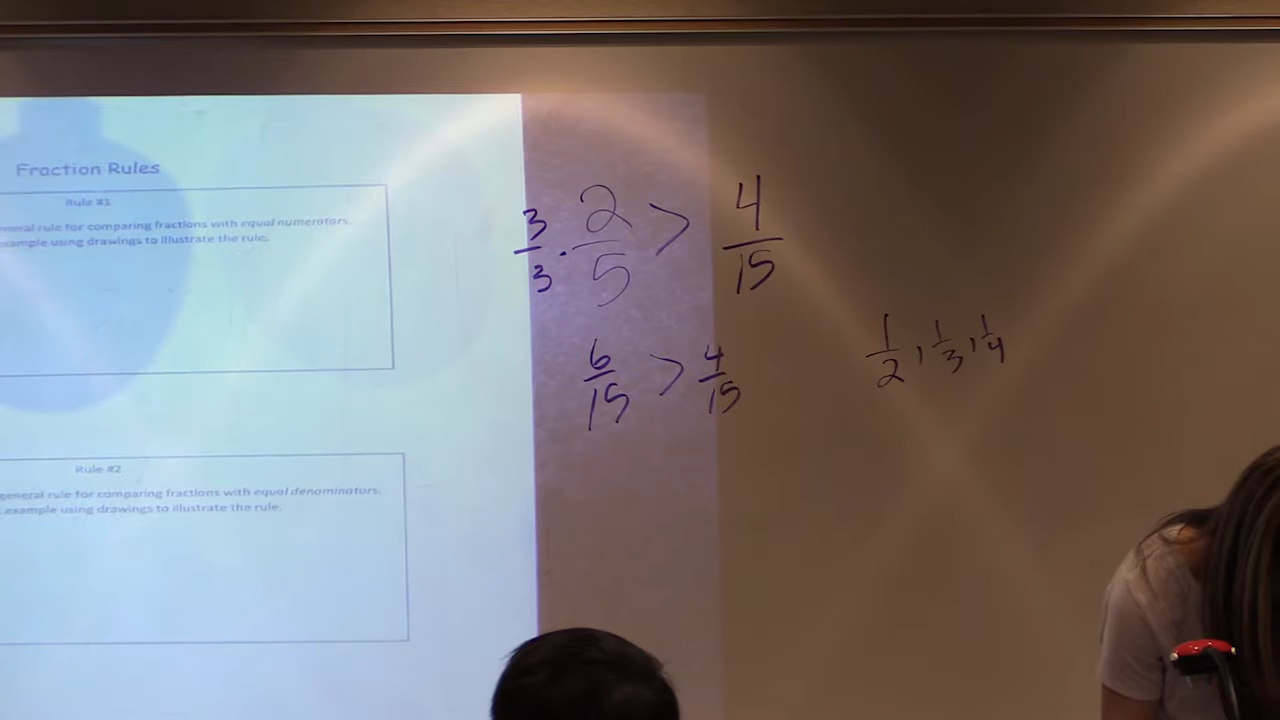 Fraction Rules
Rule #1
general rule for comparing fractions with equal numerators.
example using drawings to illustrate the rule.
3/3 · 2/5 > 4/15
6/15 > 4/15
1/2, 1/3, 1/4
Rule #2
general rule for comparing fractions with equal denominators.
example using drawings to illustrate the rule.